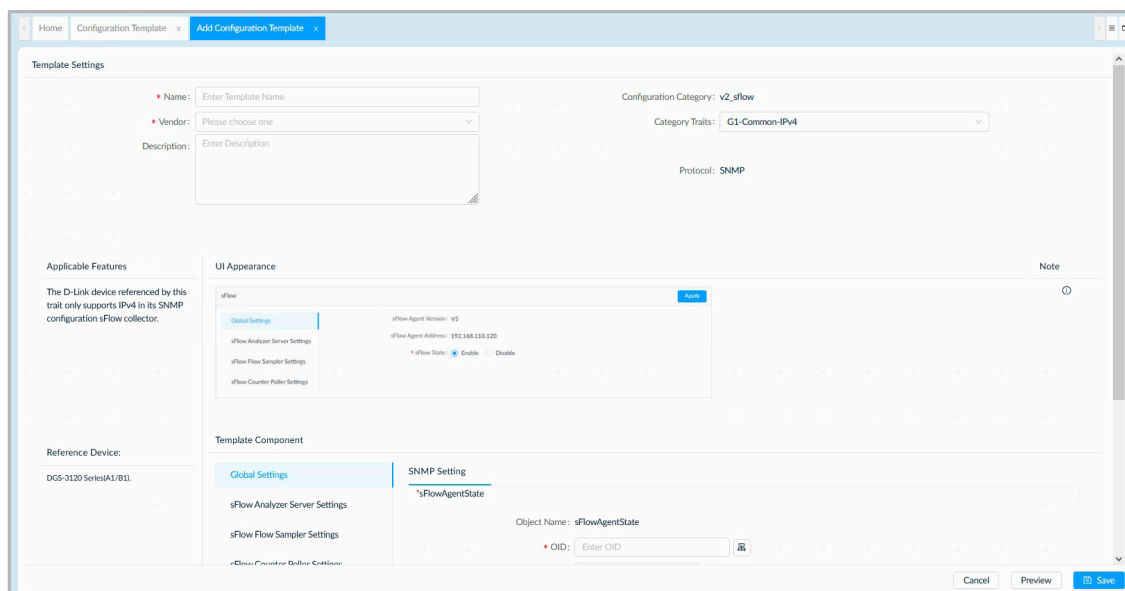 Home Configuration Template x Add Configuration Template x
Template Settings
* Name: Enter Template Name
* Vendor: Please choose one
Description: Enter Description
Configuration Category: v2_sflow
Category Traits: G1-Common-IPv4
Protocol: SNMP
Applicable Features
The D-Link device referenced by this
trait only supports IPv4 in its SNMP
configuration sFlow collector.
UI Appearance
Note
sFlow
Apply
Global Settings
sFlow Analyzer Server Settings
sFlow Flow Sampler Settings
sFlow Counter Poller Settings
sFlow Agent Version: V5
sFlow Agent Address: 192.168.110.120
* sFlow State: Enable Disable
Reference Device:
DGS-3120 Series(A1/B1).
Template Component
Global Settings
sFlow Analyzer Server Settings
sFlow Flow Sampler Settings
sFlow Counter Poller Settings
SNMP Setting
*sFlowAgentState
Object Name: sFlowAgentState
* OID: Enter OID
Cancel Preview Save